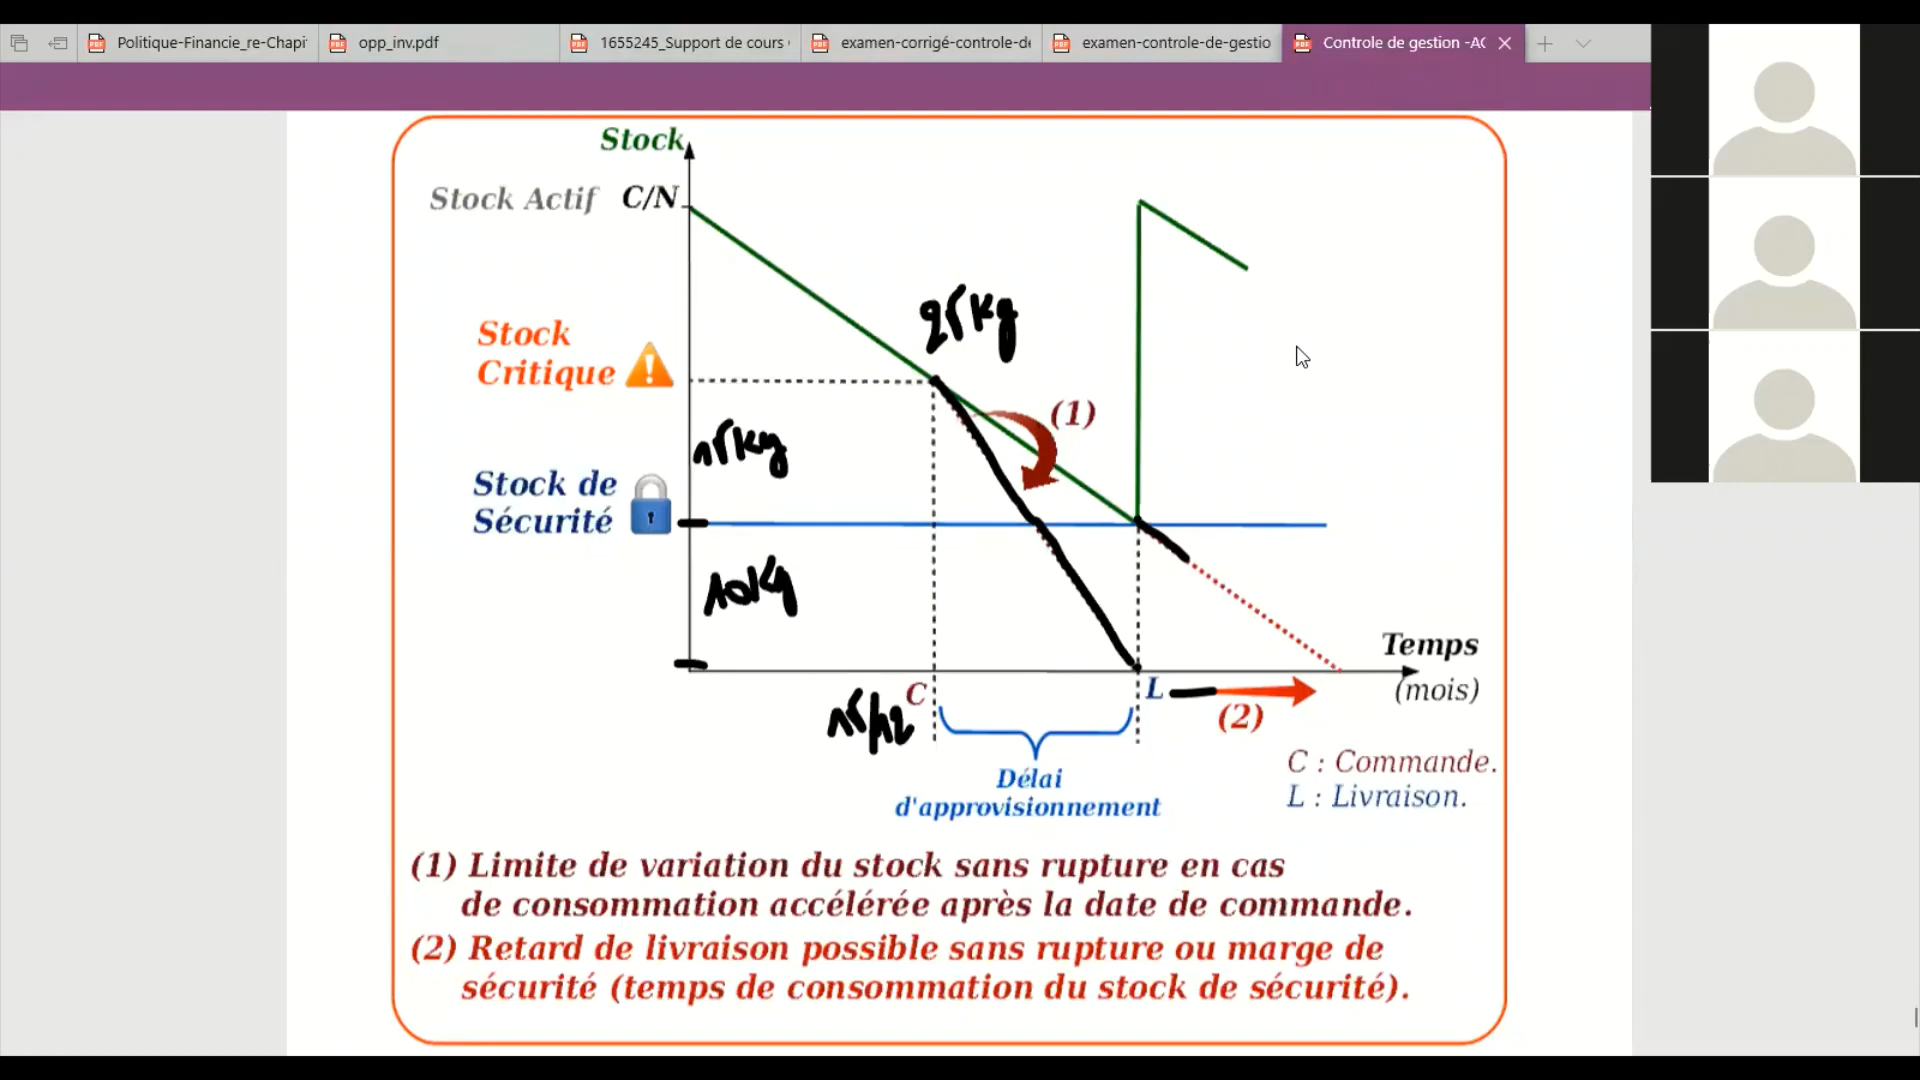 Politique-Financie_re-Chapi
opp_inv.pdf
1655245_Support de cours
examen-corrigé-controle-de
examen-controle-de-gestio
Controle de gestion -AC
Stock
Stock Actif C/N
25kg
Stock
Critique
(1)
15kg
Stock de
Sécurité
10kg
Temps
(mois)
C
L
(2)
15/12
Délai
d'approvisionnement
C : Commande.
L : Livraison.
(1) Limite de variation du stock sans rupture en cas
de consommation accélérée après la date de commande.
(2) Retard de livraison possible sans rupture ou marge de
sécurité (temps de consommation du stock de sécurité).